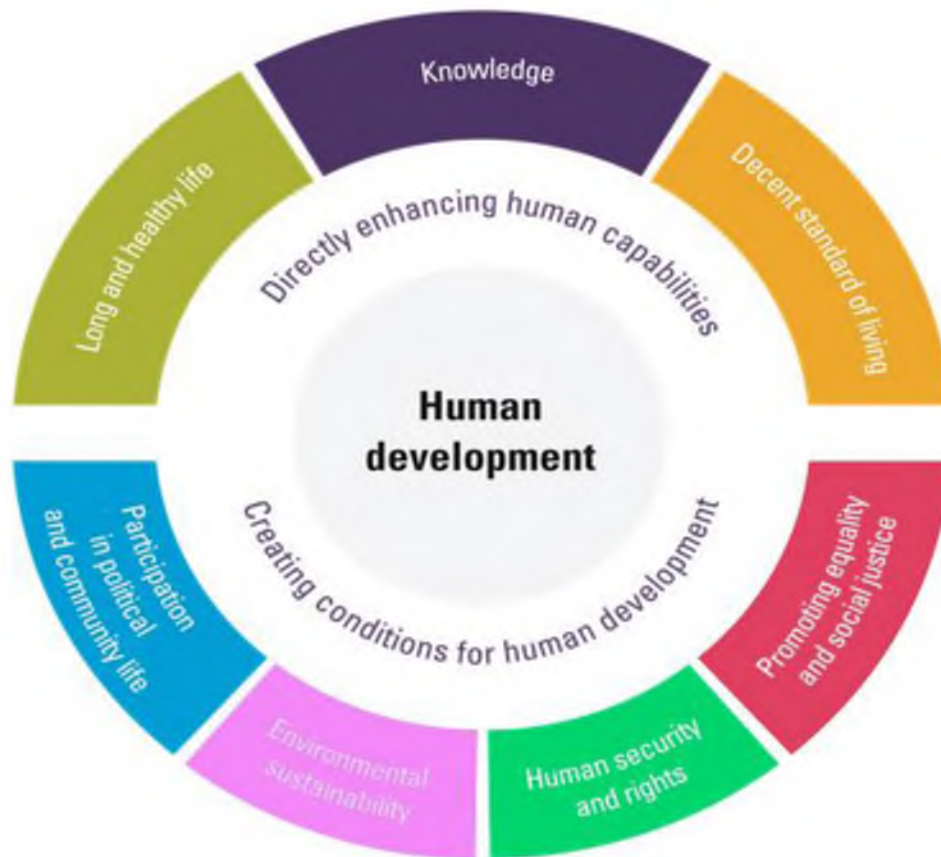 Knowledge
Long and healthy life
Decent standard of living
Directly enhancing human capabilities
Human
development
Creating conditions for human development
Participation
in political
and community life
Promoting equality
and social justice
Environmental
sustainability
Human security
and rights